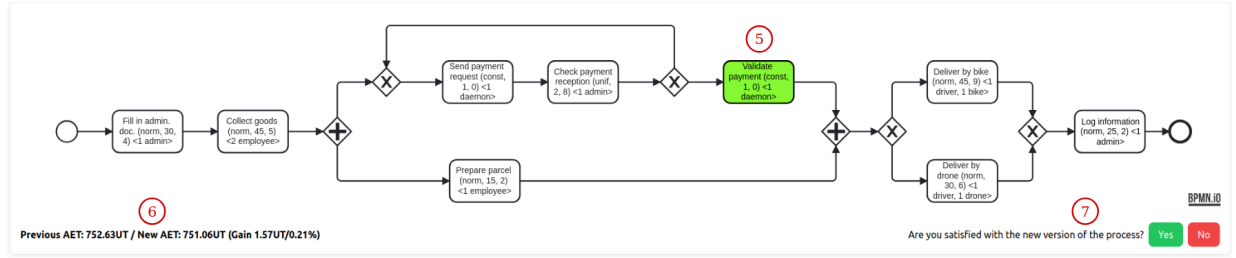 5
Send payment
request (const,
1, 0) <1
daemon>
Check payment
reception (unif,
2, 8) <1 admin>
Validate
payment (const,
1, 0) <1
daemon>
Deliver by bike
(norm, 45, 9) <1
driver, 1 bike>
Fill in admin.
doc. (norm, 30,
4) <1 admin>
Collect goods
(norm, 45, 5)
<2 employee>
Log information
(norm, 25, 2) <1
admin>
Prepare parcel
(norm, 15, 2)
<1 employee>
Deliver by
drone (norm,
30, 6) <1
driver, 1 drone>
BPMN.iO
6
7
Previous AET: 752.63UT / New AET: 751.06UT (Gain 1.57UT/0.21%)
Are you satisfied with the new version of the process? Yes No